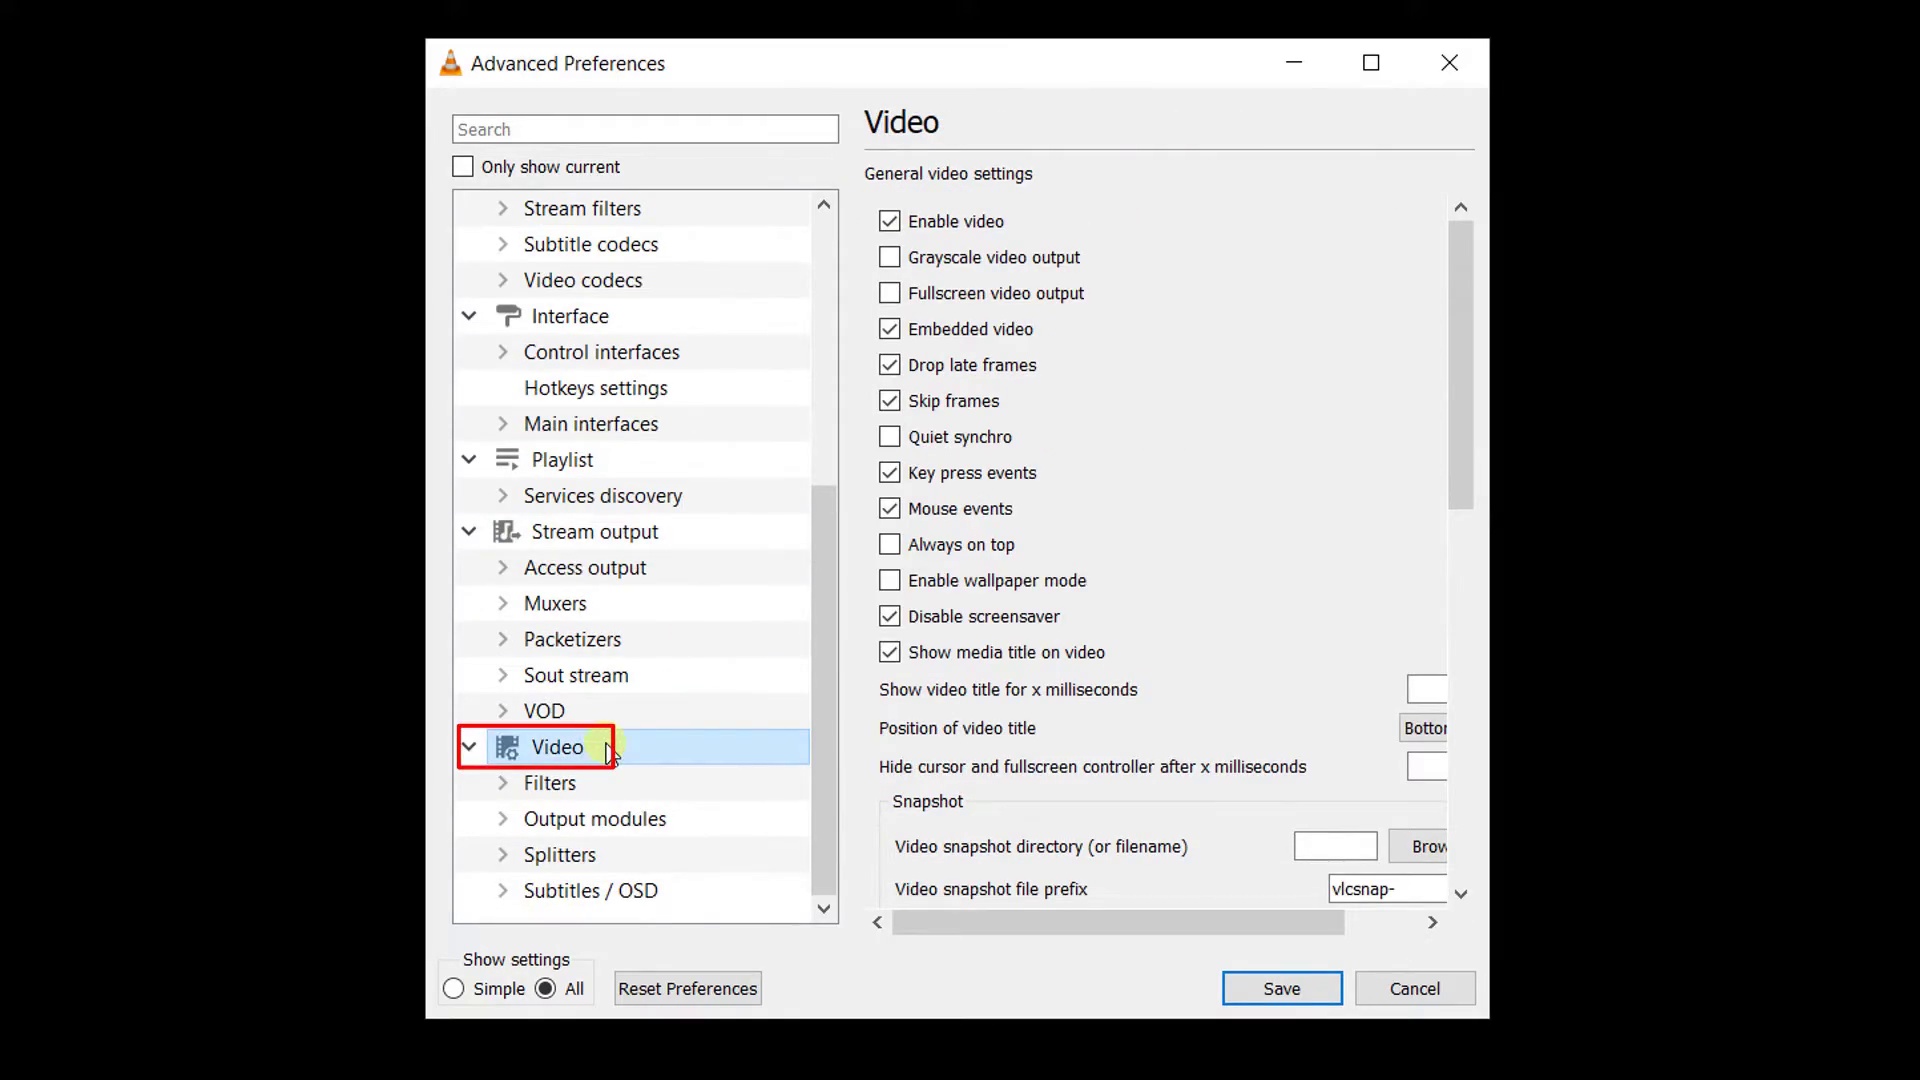 Advanced Preferences
Search
Only show current
Stream filters
Subtitle codecs
Video codecs
Interface
Control interfaces
Hotkeys settings
Main interfaces
Playlist
Services discovery
Stream output
Access output
Muxers
Packetizers
Sout stream
VOD
Video
Filters
Output modules
Splitters
Subtitles / OSD
Video
General video settings
Enable video
Grayscale video output
Fullscreen video output
Embedded video
Drop late frames
Skip frames
Quiet synchro
Key press events
Mouse events
Always on top
Enable wallpaper mode
Disable screensaver
Show media title on video
Show video title for x milliseconds
Position of video title Bottor
Hide cursor and fullscreen controller after x milliseconds
Snapshot
Video snapshot directory (or filename) Brow
Video snapshot file prefix vlcsnap-
Show settings
Simple All Reset Preferences Save Cancel